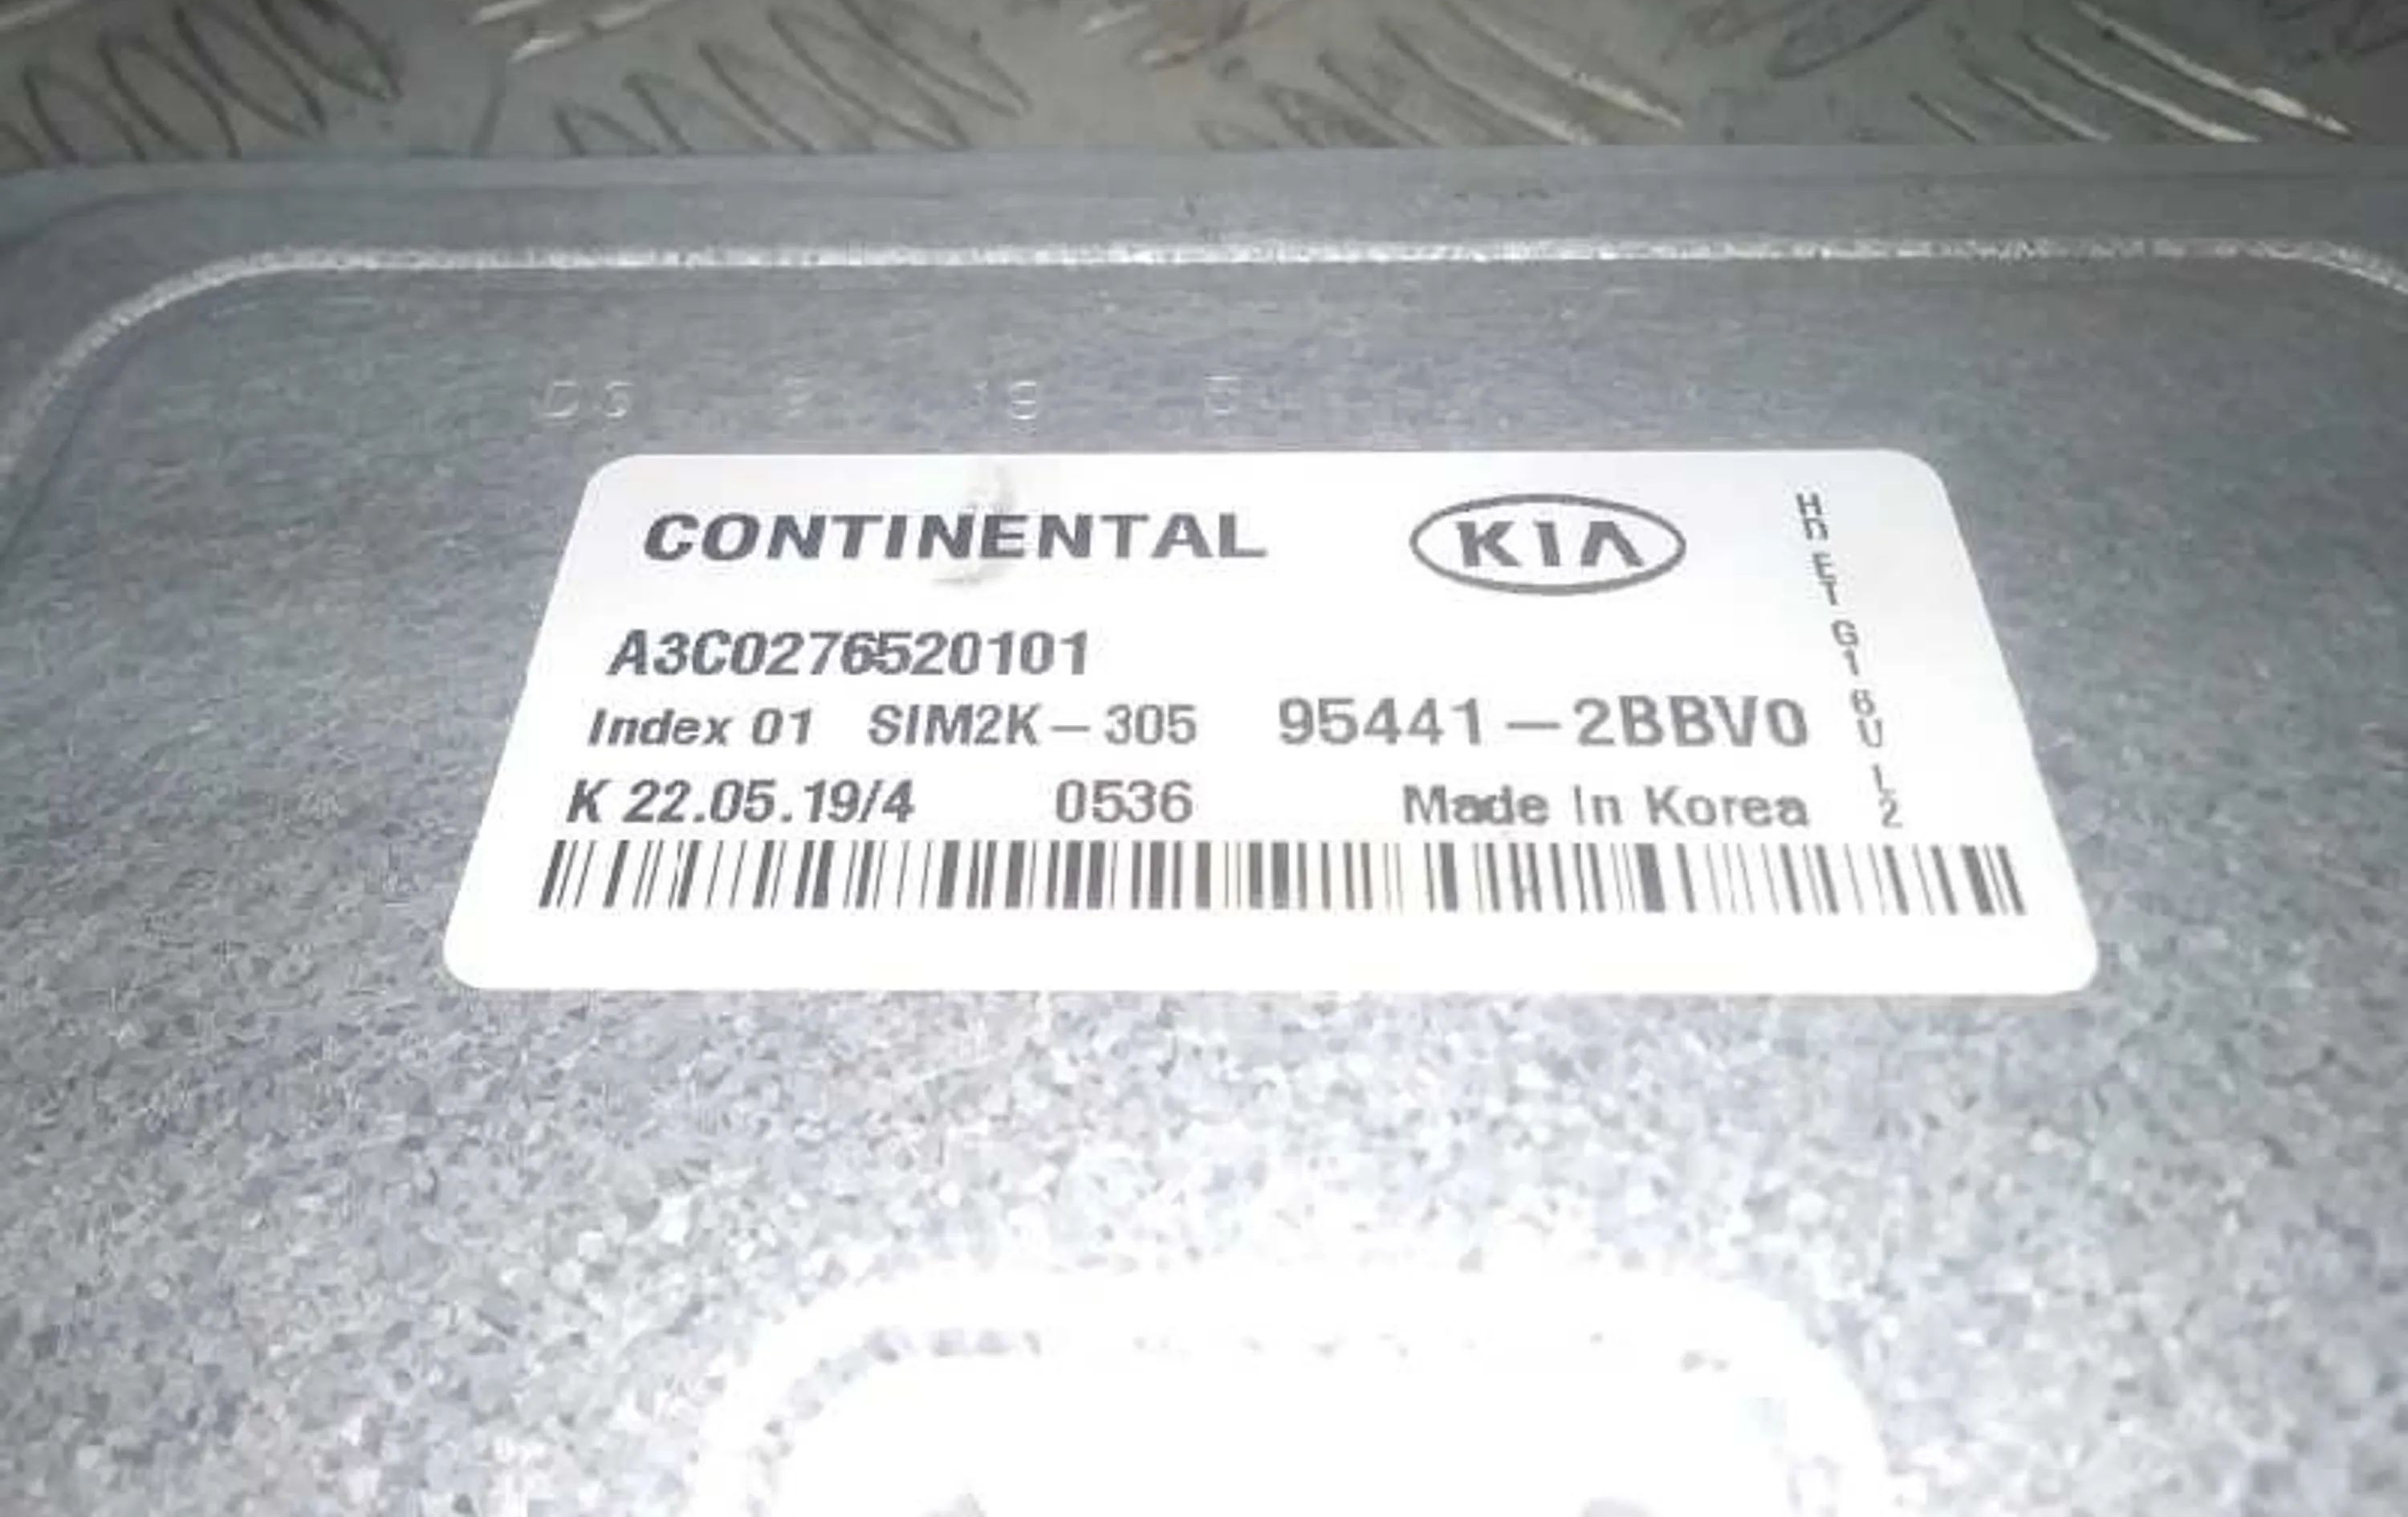 CONTINENTAL
KIA
A3C0276520101
Index 01 SIM2K-305 95441-2BBV0
K 22.05.19/4 0536 Made In Korea